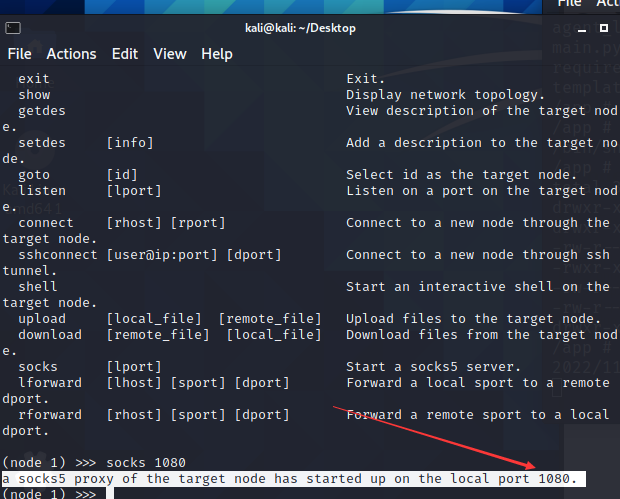 kali@kali: ~/Desktop
File Actions Edit View Help
exit Exit.
show Display network topology.
getdes View description of the target nod
e.
setdes [info] Add a description to the target no
de.
goto [id] Select id as the target node.
listen [lport] Listen on a port on the target nod
e.
connect [rhost] [rport] Connect to a new node through the
target node.
sshconnect [user@ip:port] [dport] Connect to a new node through ssh
tunnel.
shell Start an interactive shell on the
target node.
upload [local_file] [remote_file] Upload files to the target node.
download [remote_file] [local_file] Download files from the target nod
e.
socks [lport] Start a socks5 server.
lforward [lhost] [sport] [dport] Forward a local sport to a remote
dport.
rforward [rhost] [sport] [dport] Forward a remote sport to a local
dport.
(node 1) >>> socks 1080
a socks5 proxy of the target node has started up on the local port 1080.
(node 1) >>>
File
main.py
/app #